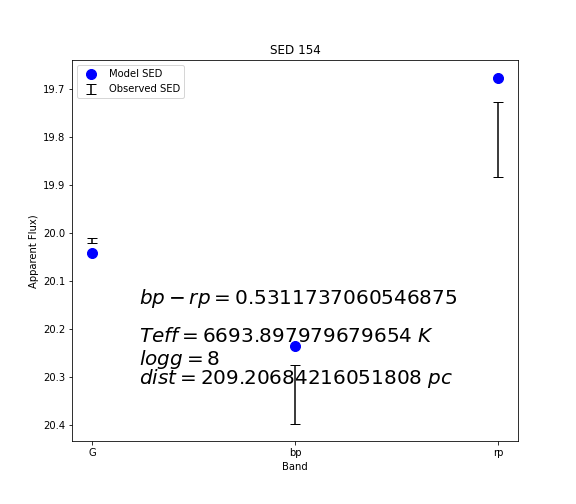 SED 154
Model SED
Observed SED
19.7
19.8
19.9
20.0
20.1
20.2
20.3
20.4
Apparent Flux)
bp − rp = 0.5311737060546875
Teff = 6693.897979679654 K
logg = 8
dist = 209.20684216051808 pc
G
bp
rp
Band